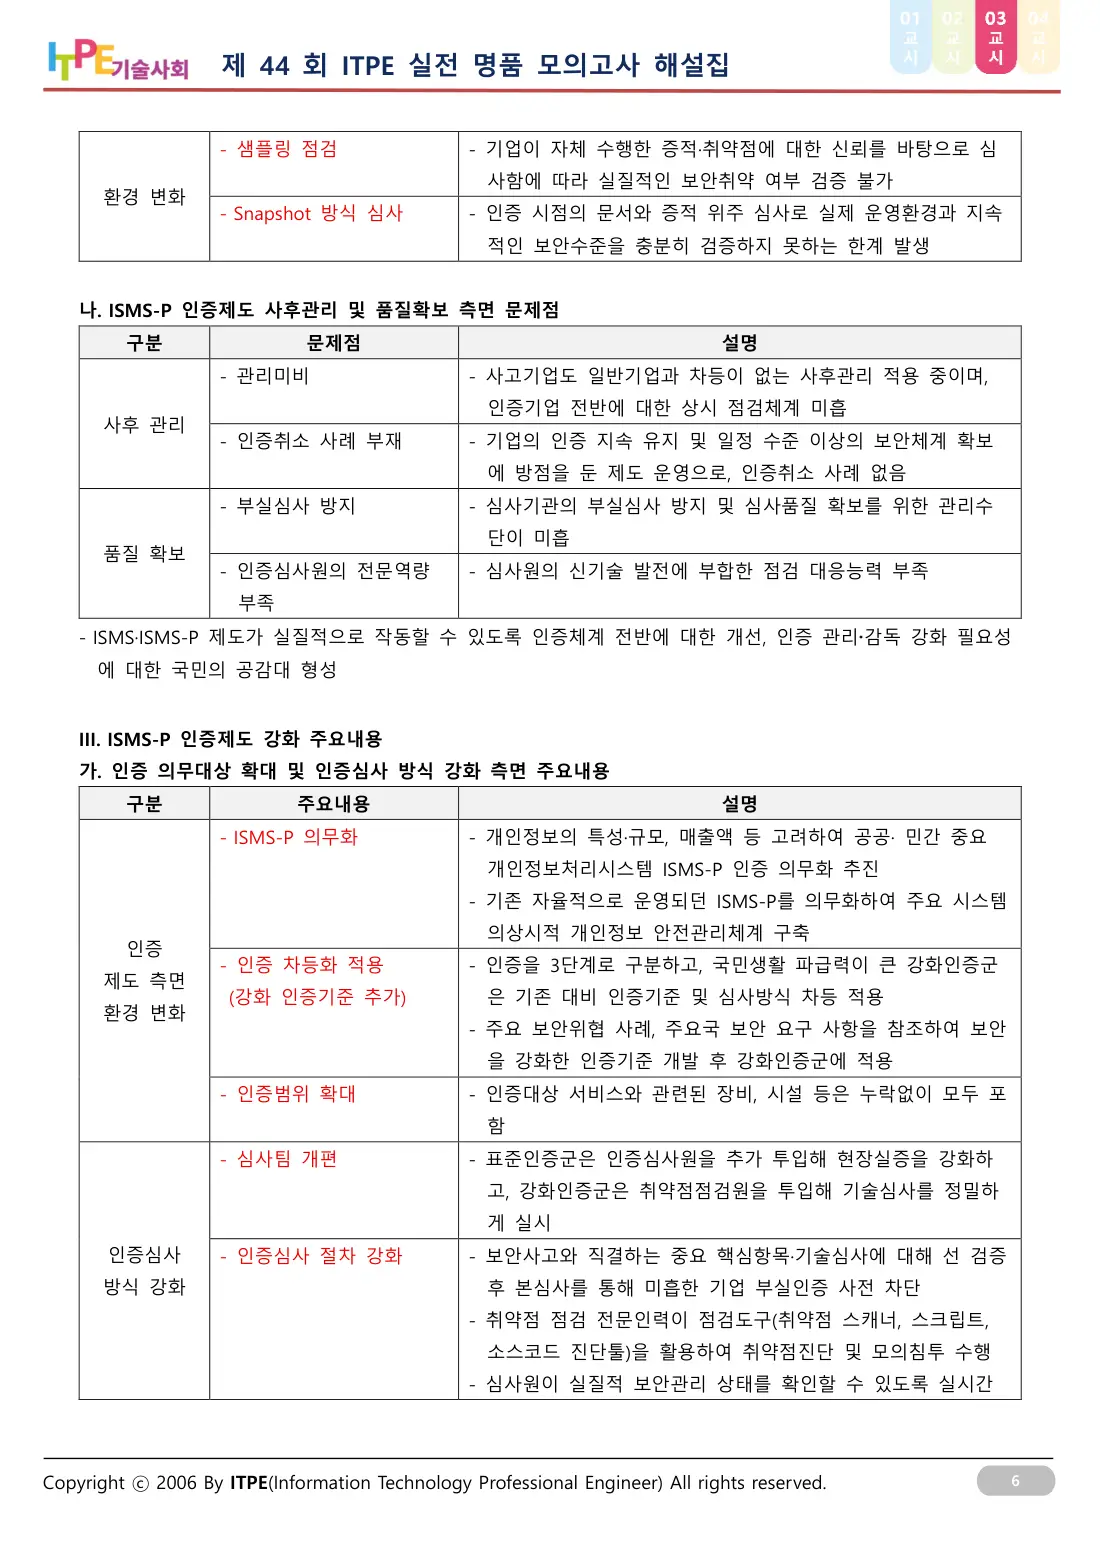 ITPE기술사회 제 44 회 ITPE 실전 명품 모의고사 해설집
01 교시 02 교시 03 교시 04 교시
환경 변화
- 샘플링 점검
- 기업이 자체 수행한 증적·취약점에 대한 신뢰를 바탕으로 심
사함에 따라 실질적인 보안취약 여부 검증 불가
- Snapshot 방식 심사
- 인증 시점의 문서와 증적 위주 심사로 실제 운영환경과 지속
적인 보안수준을 충분히 검증하지 못하는 한계 발생
나. ISMS-P 인증제도 사후관리 및 품질확보 측면 문제점
구분 문제점 설명
사후 관리
- 관리미비
- 사고기업도 일반기업과 차등이 없는 사후관리 적용 중이며,
인증기업 전반에 대한 상시 점검체계 미흡
- 인증취소 사례 부재
- 기업의 인증 지속 유지 및 일정 수준 이상의 보안체계 확보
에 방점을 둔 제도 운영으로, 인증취소 사례 없음
품질 확보
- 부실심사 방지
- 심사기관의 부실심사 방지 및 심사품질 확보를 위한 관리수
단이 미흡
- 인증심사원의 전문역량
부족
- 심사원의 신기술 발전에 부합한 점검 대응능력 부족
- ISMS·ISMS-P 제도가 실질적으로 작동할 수 있도록 인증체계 전반에 대한 개선, 인증 관리·감독 강화 필요성
에 대한 국민의 공감대 형성
III. ISMS-P 인증제도 강화 주요내용
가. 인증 의무대상 확대 및 인증심사 방식 강화 측면 주요내용
구분 주요내용 설명
인증
제도 측면
환경 변화
- ISMS-P 의무화
- 개인정보의 특성·규모, 매출액 등 고려하여 공공· 민간 중요
개인정보처리시스템 ISMS-P 인증 의무화 추진
- 기존 자율적으로 운영되던 ISMS-P를 의무화하여 주요 시스템
의상시적 개인정보 안전관리체계 구축
- 인증 차등화 적용
(강화 인증기준 추가)
- 인증을 3단계로 구분하고, 국민생활 파급력이 큰 강화인증군
은 기존 대비 인증기준 및 심사방식 차등 적용
- 주요 보안위협 사례, 주요국 보안 요구 사항을 참조하여 보안
을 강화한 인증기준 개발 후 강화인증군에 적용
- 인증범위 확대
- 인증대상 서비스와 관련된 장비, 시설 등은 누락없이 모두 포
함
인증심사
방식 강화
- 심사팀 개편
- 표준인증군은 인증심사원을 추가 투입해 현장실증을 강화하
고, 강화인증군은 취약점점검원을 투입해 기술심사를 정밀하
게 실시
- 인증심사 절차 강화
- 보안사고와 직결하는 중요 핵심항목·기술심사에 대해 선 검증
후 본심사를 통해 미흡한 기업 부실인증 사전 차단
- 취약점 점검 전문인력이 점검도구(취약점 스캐너, 스크립트,
소스코드 진단툴)을 활용하여 취약점진단 및 모의침투 수행
- 심사원이 실질적 보안관리 상태를 확인할 수 있도록 실시간
Copyright ⓒ 2006 By ITPE(Information Technology Professional Engineer) All rights reserved.
6